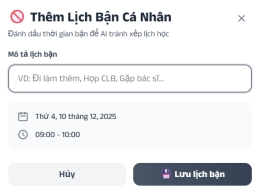 Thêm Lịch Bận Cá Nhân
Đánh dấu thời gian bận để AI tránh xếp lịch học
Mô tả lịch bận
VD: Đi làm thêm, Họp CLB, Gặp bác sĩ...
Thứ 4, 10 tháng 12, 2025
09:00 - 10:00
Hủy
Lưu lịch bận